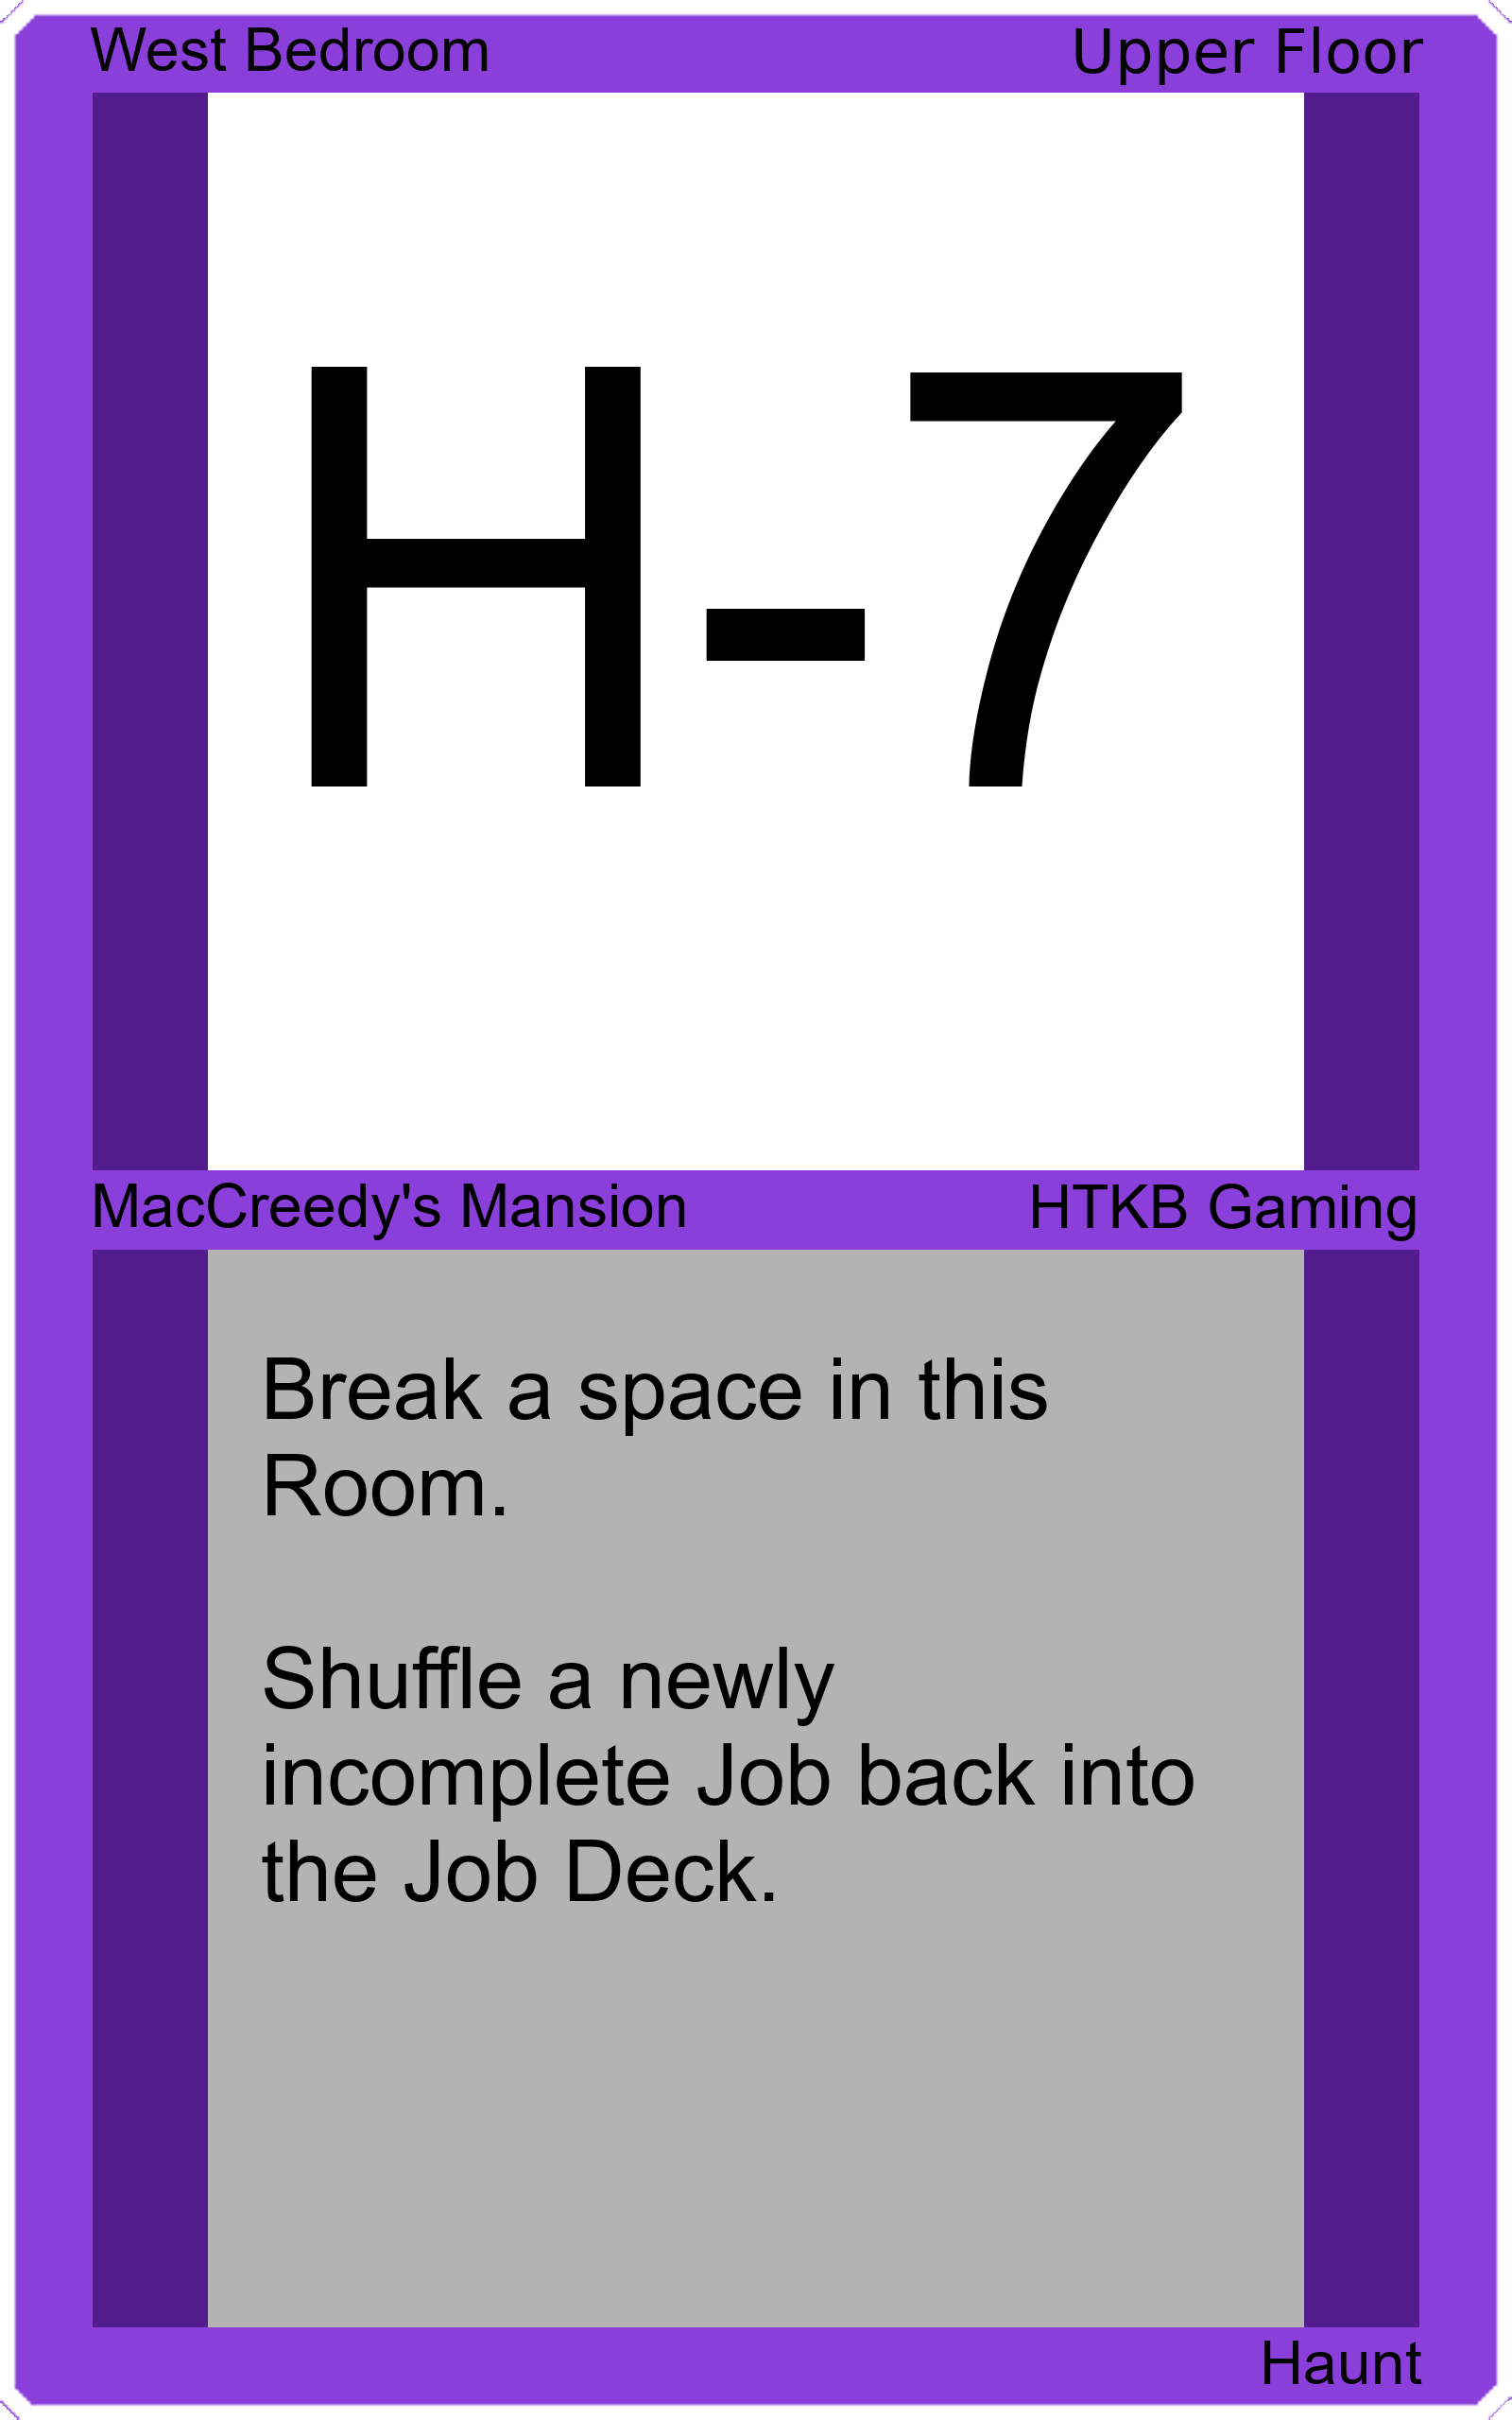 West Bedroom Upper Floor
H-7
MacCreedy's Mansion HTKB Gaming
Break a space in this
Room.
Shuffle a newly
incomplete Job back into
the Job Deck.
Haunt